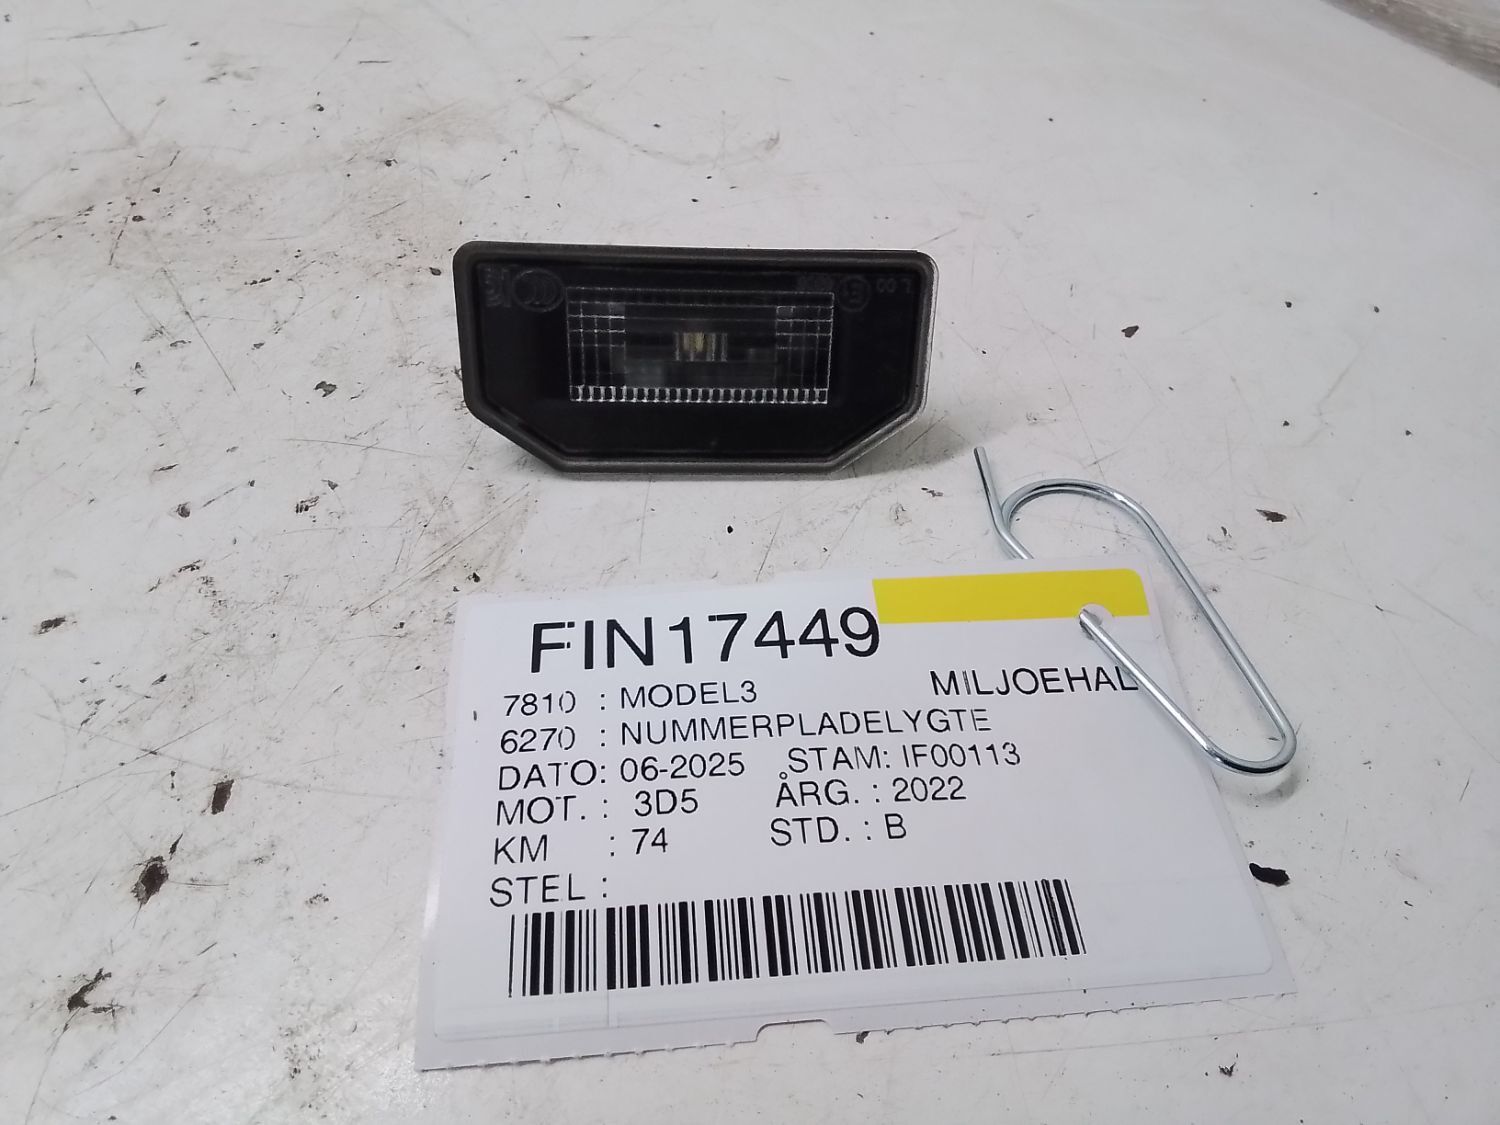 FIN17449
7810 : MODEL3 MILJOEHAL
6270 : NUMMERPLADELYGTE
DATO: 06-2025 STAM: IF00113
MOT. : 3D5 ÅRG. : 2022
KM : 74 STD. : B
STEL :